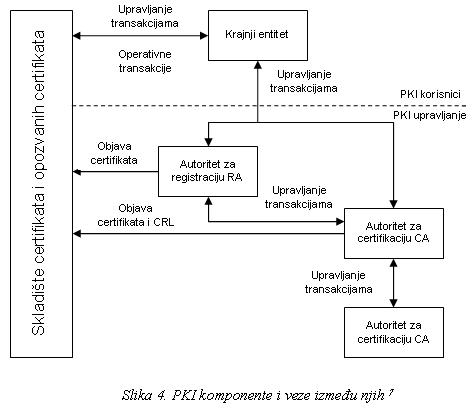 Skladište certifikata i opozvanih certifikata
Upravljanje
transakcijama
Operativne
transakcije
Krajnji entitet
Upravljanje
transakcijama
PKI korisnici
PKI upravljanje
Objava
certifikata
Autoritet za
registraciju RA
Upravljanje
transakcijama
Objava
certifikata i CRL
Autoritet za
certifikaciju CA
Upravljanje
transakcijama
Autoritet za
certifikaciju CA
Slika 4. PKI komponente i veze između njih 7